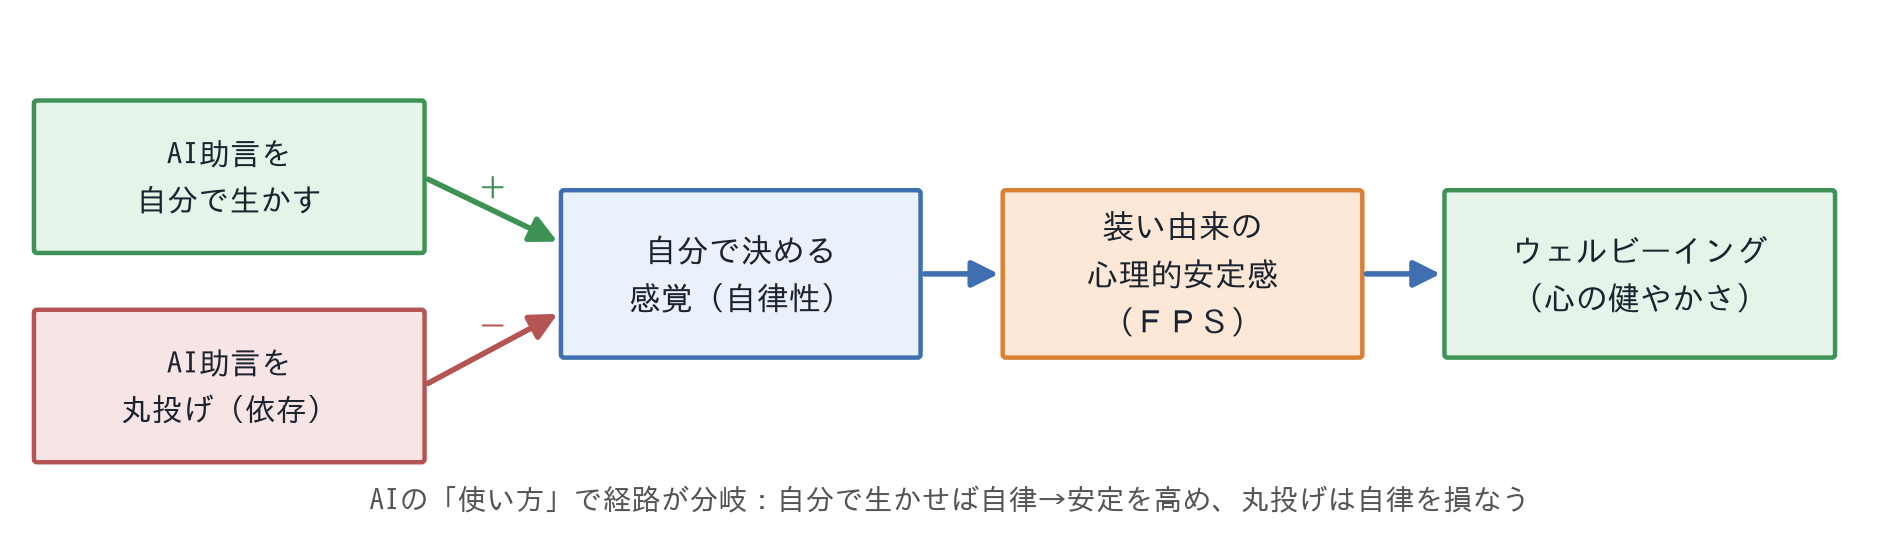 AI助言を
自分で生かす
+
AI助言を
丸投げ（依存）
−
自分で決める
感覚（自律性）
装い由来の
心理的安定感
（ＦＰＳ）
ウェルビーイング
（心の健やかさ）
AIの「使い方」で経路が分岐：自分で生かせば自律→安定を高め、丸投げは自律を損なう